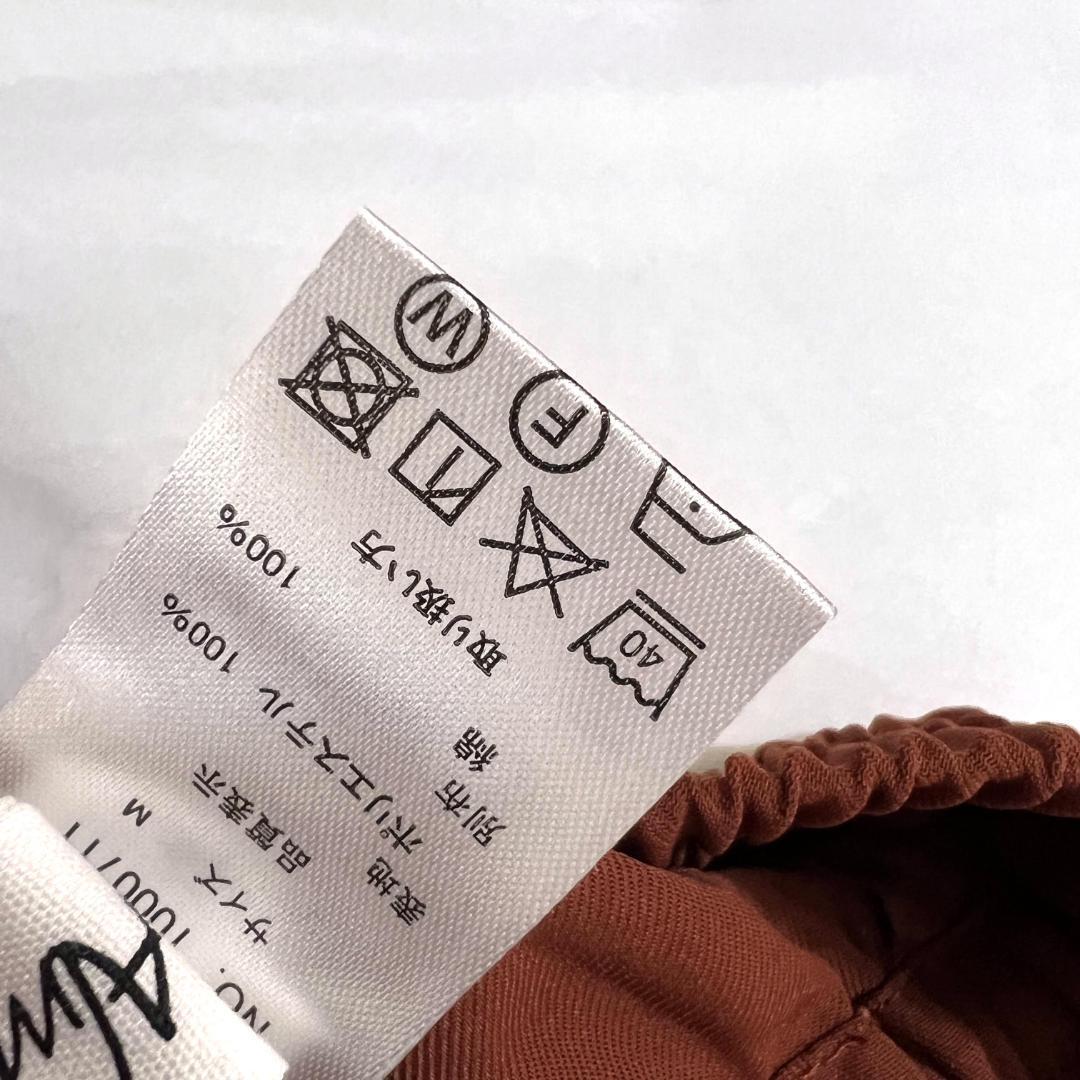 サイズ M
品質表示
表地 ポリエステル 100%
別布 綿 100%
取り扱い方
40
F
W